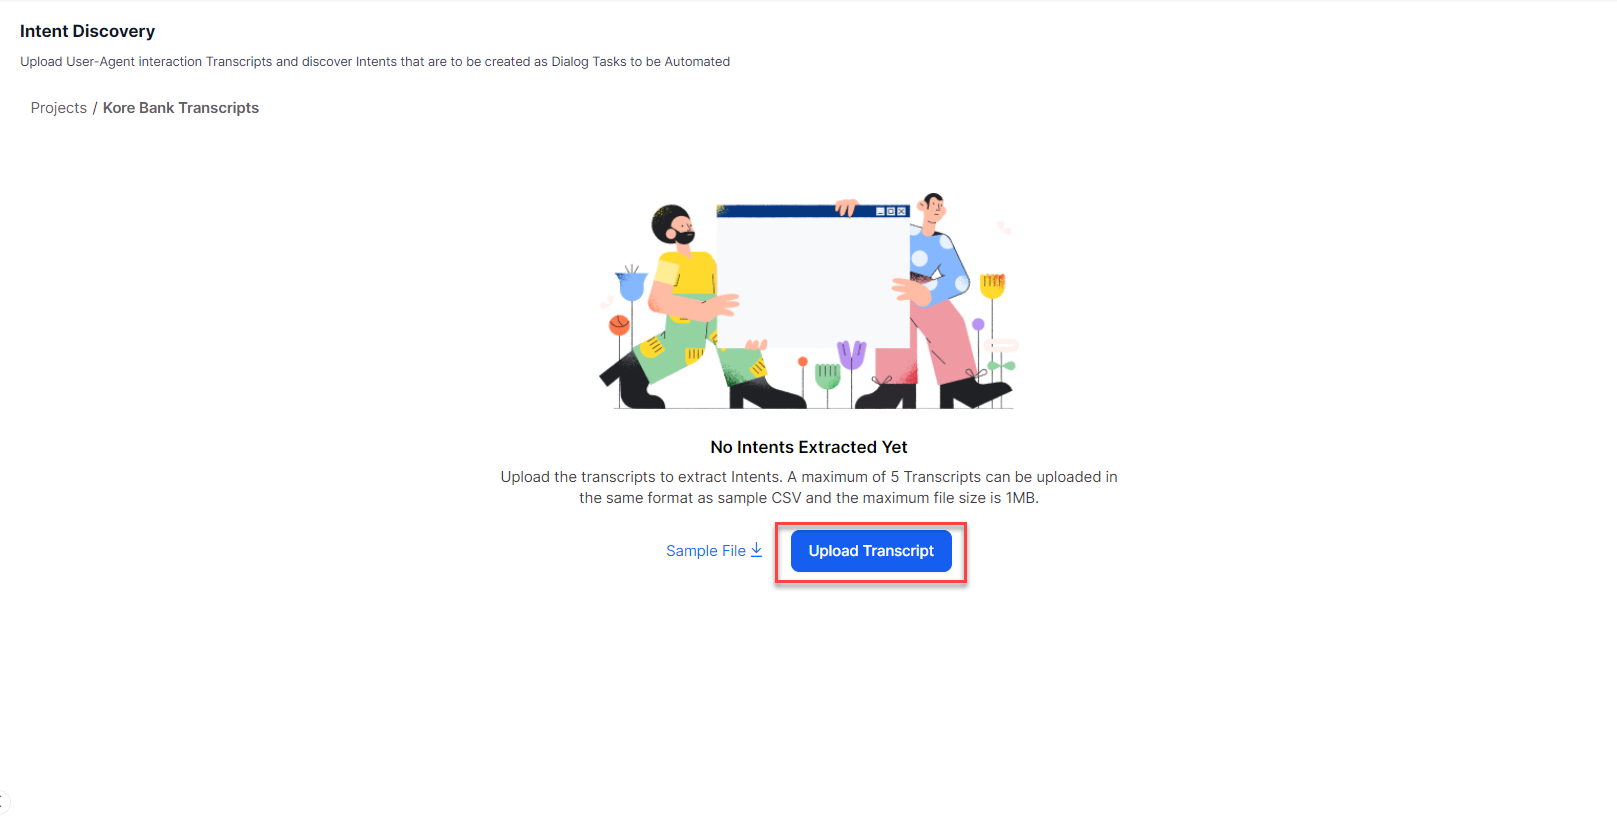 Intent Discovery
Upload User-Agent interaction Transcripts and discover Intents that are to be created as Dialog Tasks to be Automated
Projects / Kore Bank Transcripts
No Intents Extracted Yet
Upload the transcripts to extract Intents. A maximum of 5 Transcripts can be uploaded in
the same format as sample CSV and the maximum file size is 1MB.
Sample File
Upload Transcript